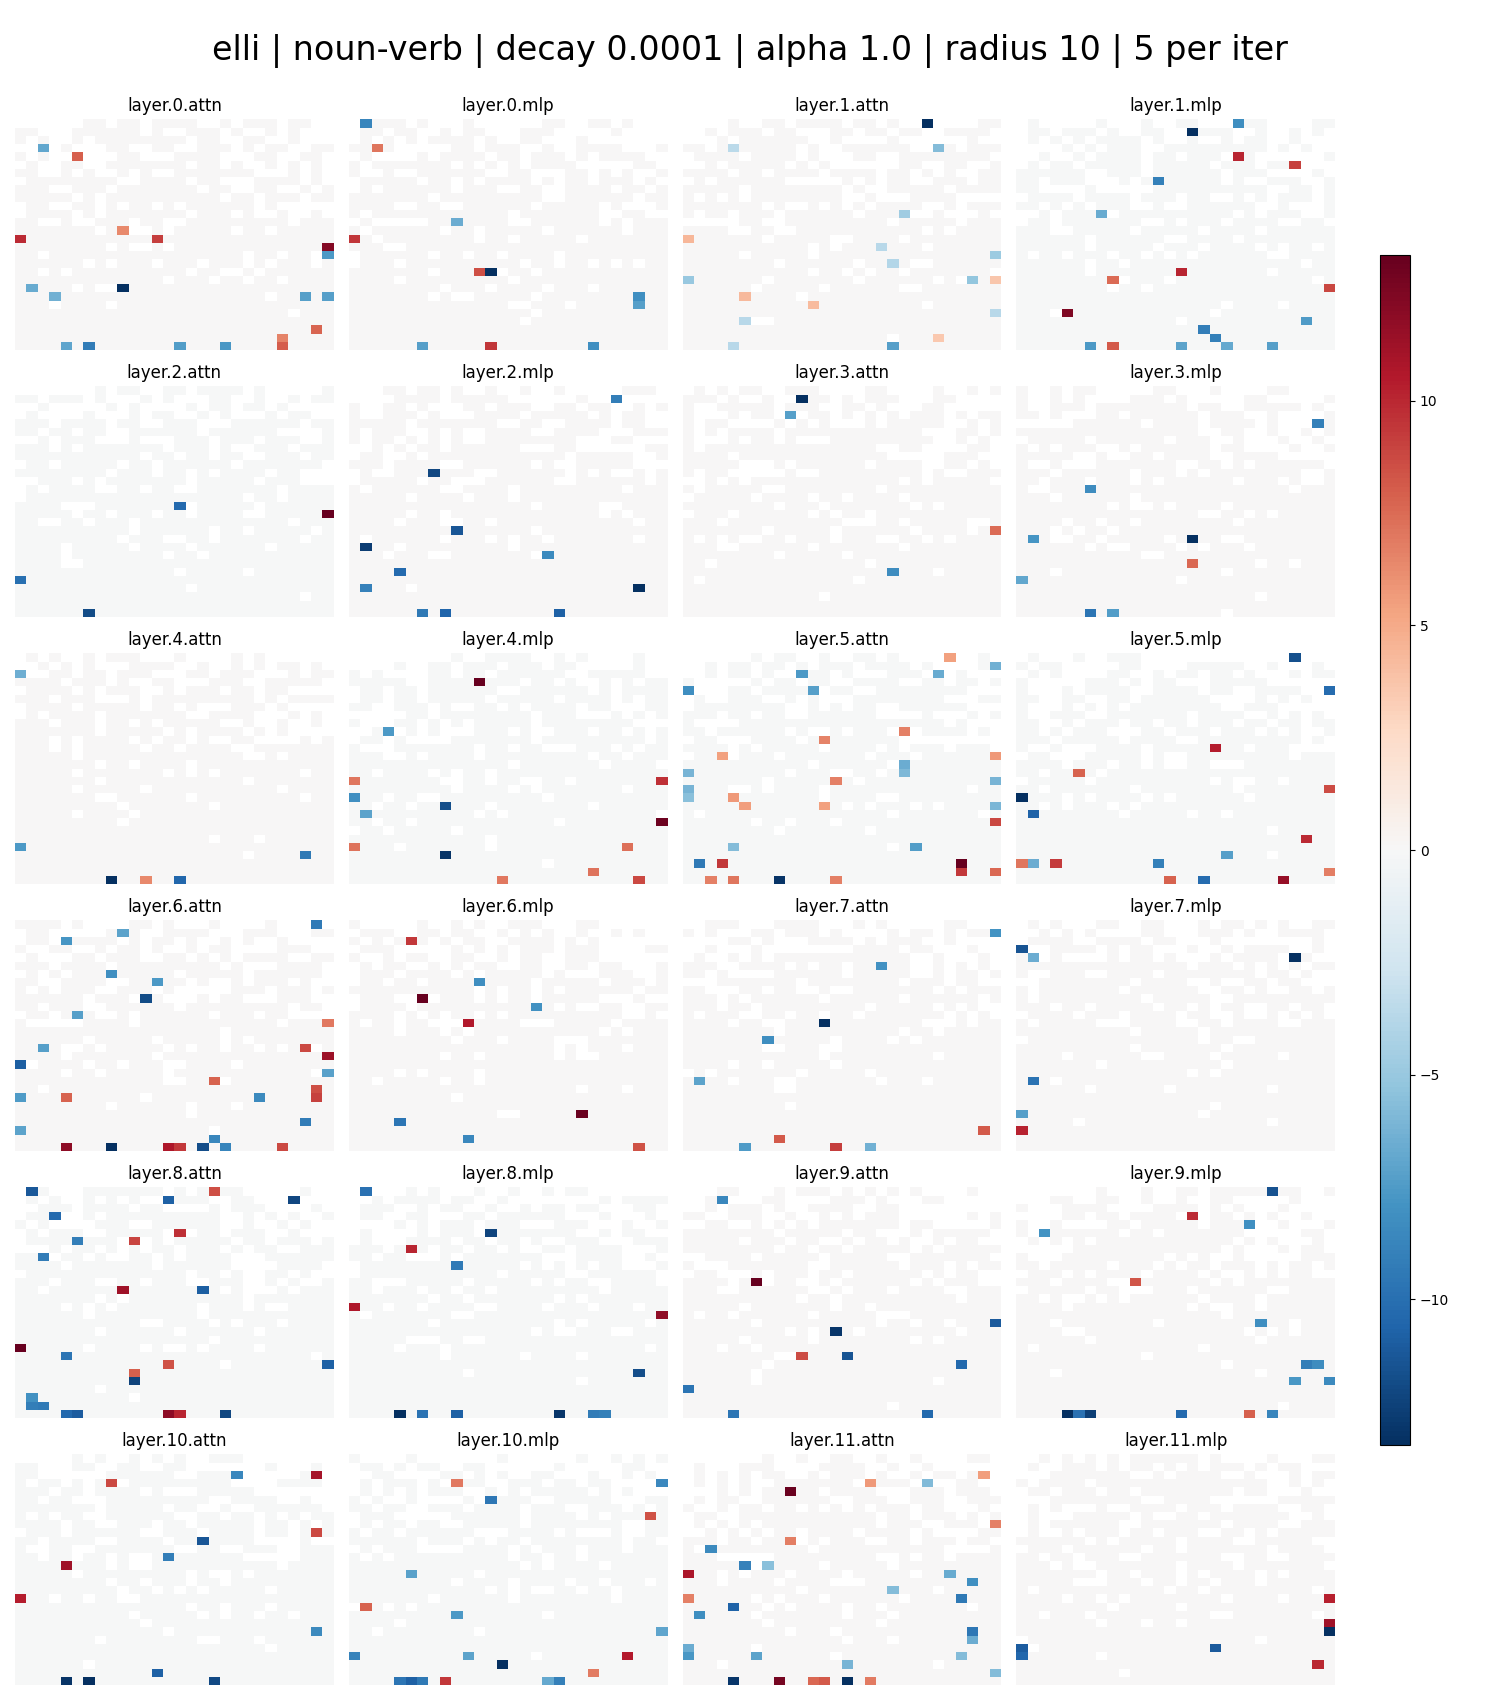 elli | noun-verb | decay 0.0001 | alpha 1.0 | radius 10 | 5 per iter
layer.0.attn layer.0.mlp layer.1.attn layer.1.mlp
layer.2.attn layer.2.mlp layer.3.attn layer.3.mlp
10
layer.4.attn layer.4.mlp layer.5.attn layer.5.mlp
5
0
layer.6.attn layer.6.mlp layer.7.attn layer.7.mlp
−5
layer.8.attn layer.8.mlp layer.9.attn layer.9.mlp
−10
layer.10.attn layer.10.mlp layer.11.attn layer.11.mlp